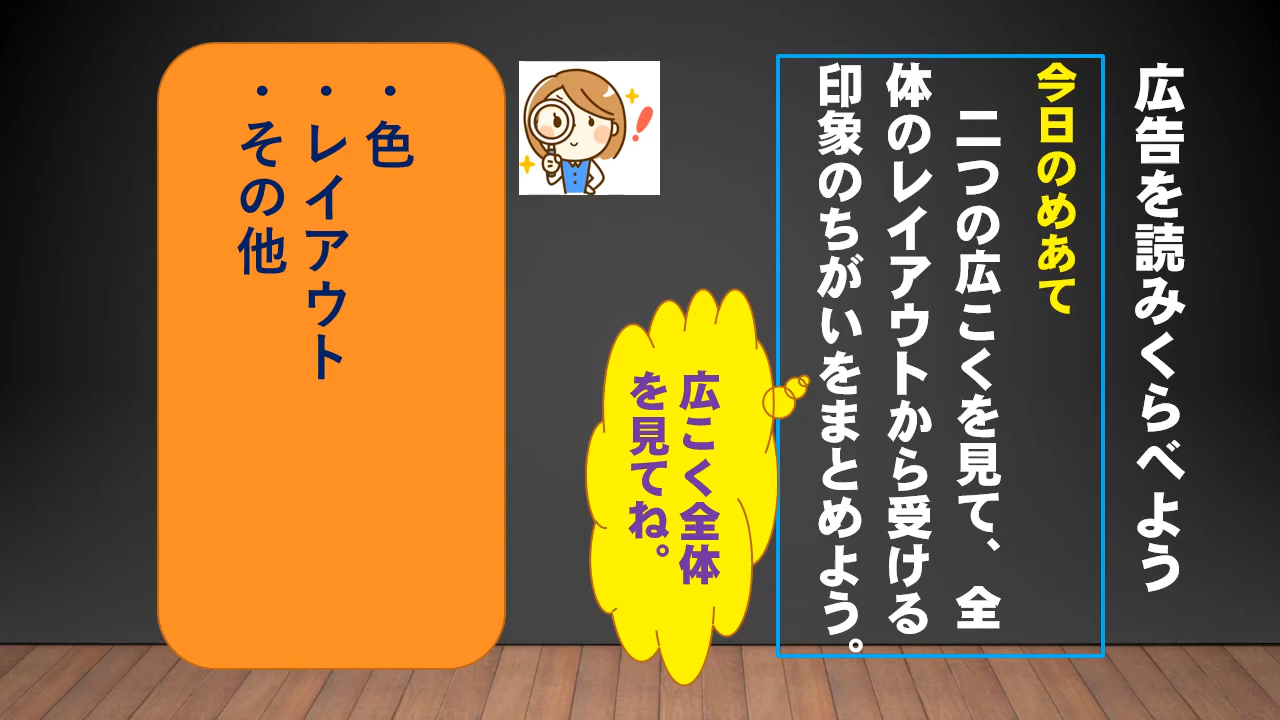 広告を読みくらべよう
今日のめあて
二つの広こくを見て、全
体のレイアウトから受ける
印象のちがいをまとめよう。
広こく全体
を見てね。
・色
・レイアウト
・その他